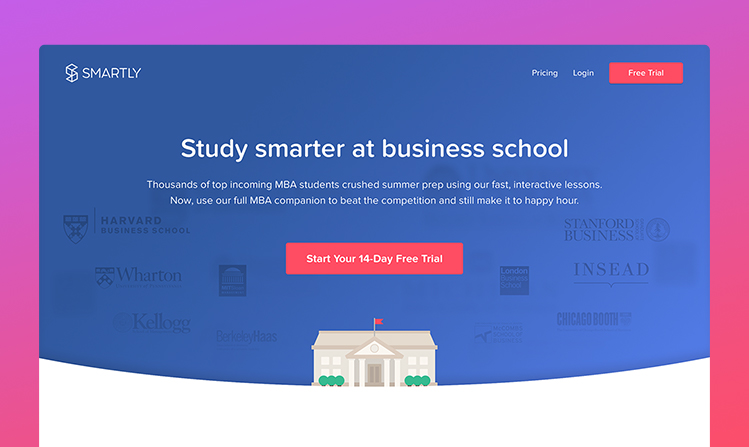 SMARTLY
Pricing
Login
Free Trial
Study smarter at business school
Thousands of top incoming MBA students crushed summer prep using our fast, interactive lessons.
Now, use our full MBA companion to beat the competition and still make it to happy hour.
HARVARD
BUSINESS SCHOOL
STANFORD
BUSINESS
Wharton
London
Business
School
INSEAD
Start Your 14-Day Free Trial
Kellogg
BerkeleyHaas
CHICAGO BOOTH